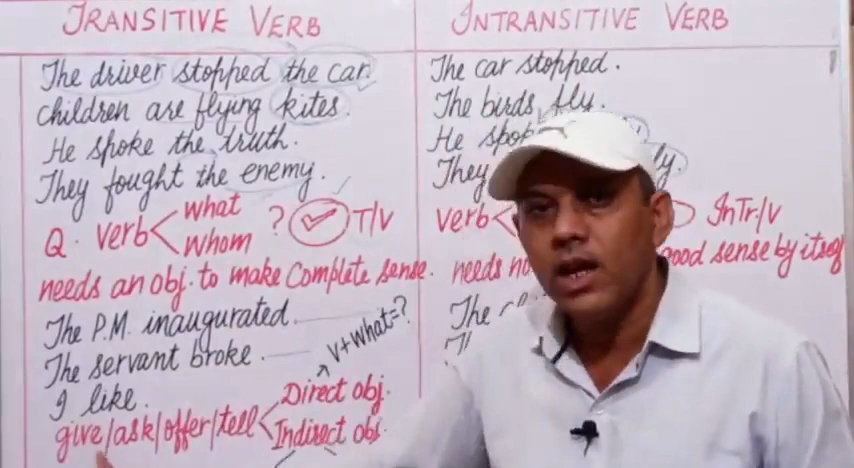 TRANSITIVE VERB
The driver stopped the car.
Children are flying kites.
He spoke the truth.
They fought the enemy.
Q. verb what whom ? T/V
needs an obj. to make Complete sense.
The P.M. inaugurated.
The servant broke.
I like.
V+What=?
give/ask/offer/tell Direct obj.
Indirect obj
INTRANSITIVE VERB
The car stopped.
The birds fly.
He
They
verb InTr/V
needs good sense by itself
The